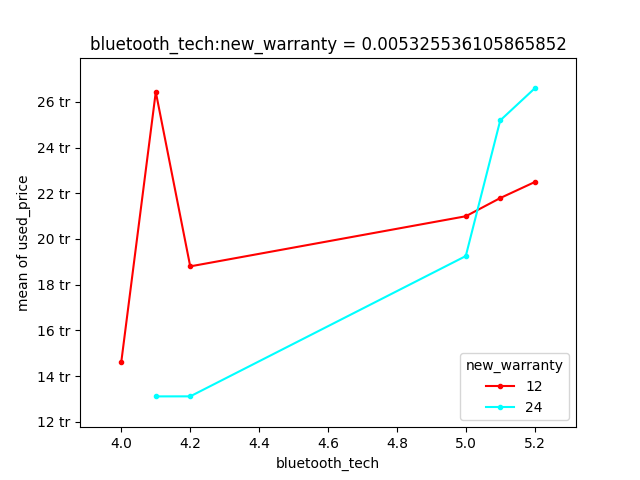 bluetooth_tech:new_warranty = 0.005325536105865852
26 tr
24 tr
22 tr
20 tr
18 tr
16 tr
14 tr
12 tr
mean of used_price
4.0 4.2 4.4 4.6 4.8 5.0 5.2
bluetooth_tech
new_warranty
12
24